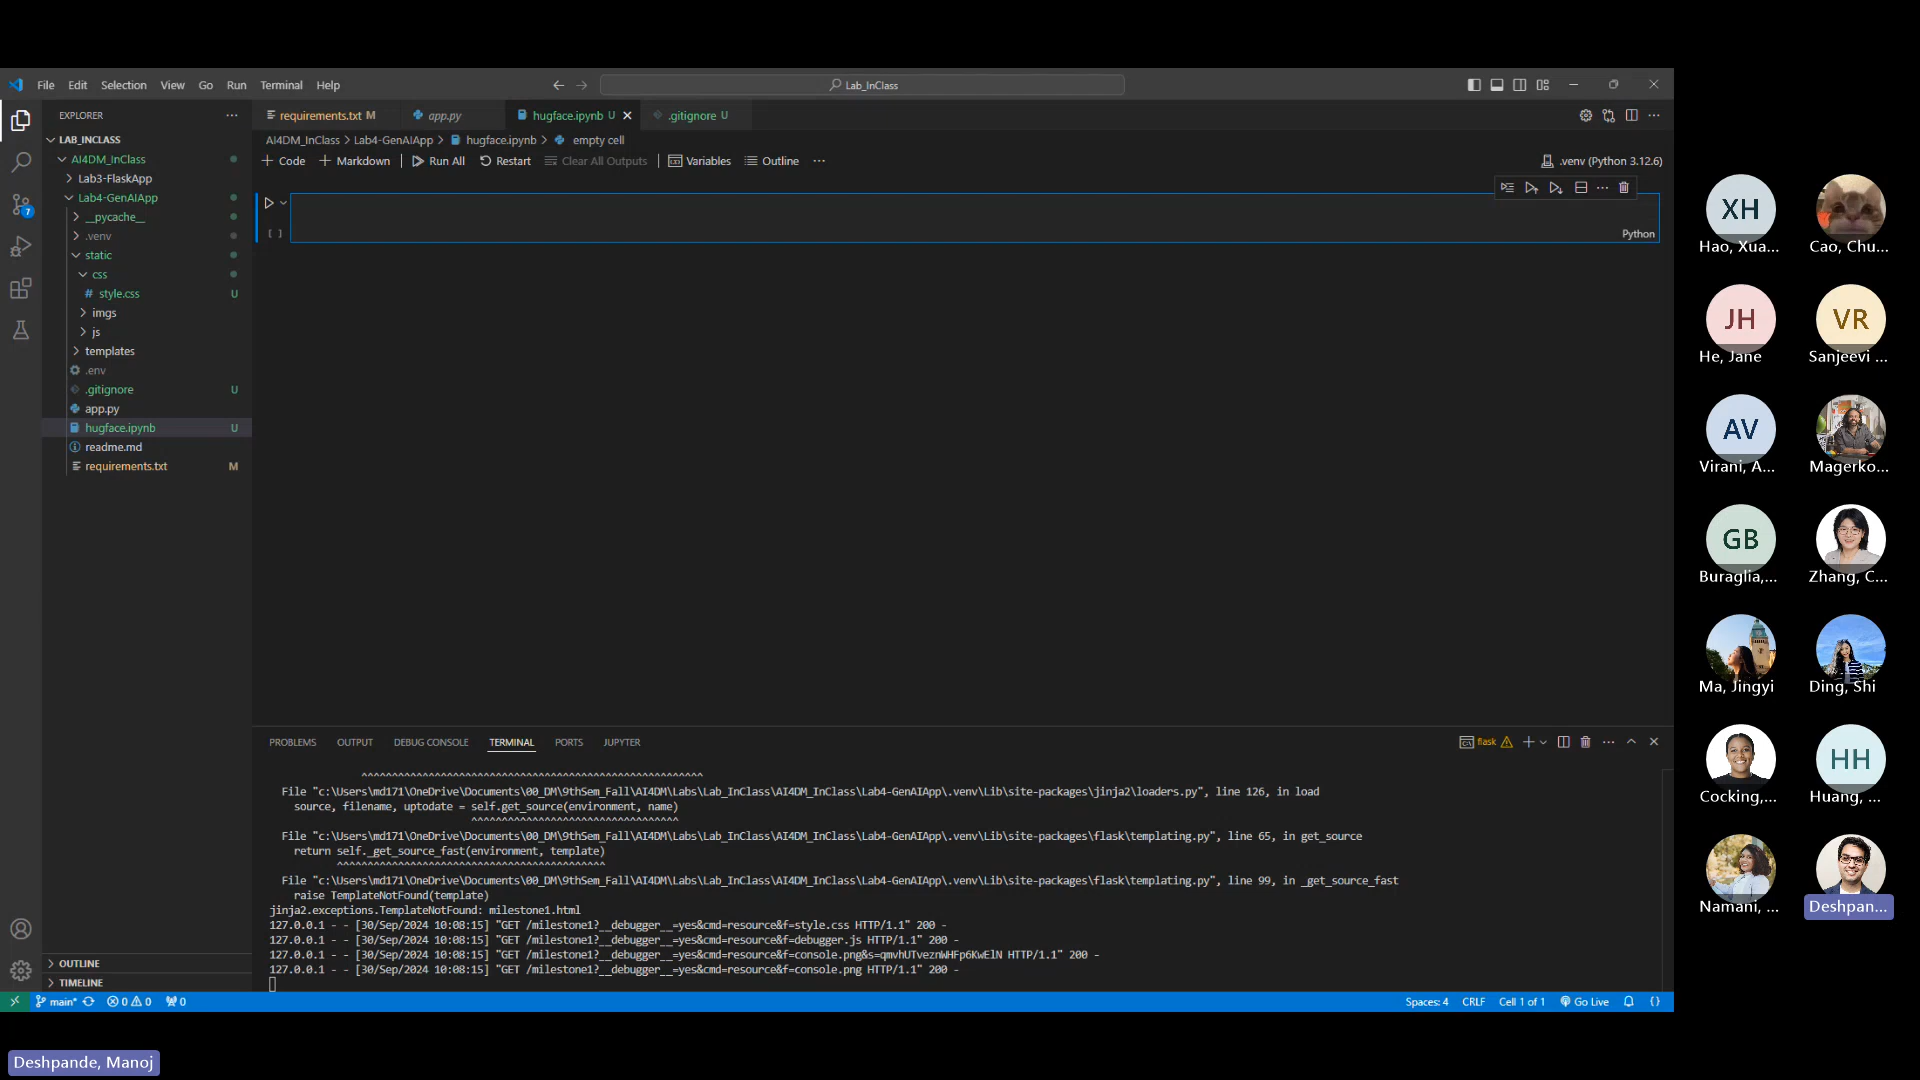 File Edit Selection View Go Run Terminal Help
Lab_InClass
EXPLORER
LAB_INCLASS
AI4DM_InClass
Lab3-FlaskApp
Lab4-GenAIApp
__pycache__
.venv
static
css
# style.css U
imgs
js
templates
.env
.gitignore U
app.py
hugface.ipynb U
readme.md
requirements.txt M
OUTLINE
TIMELINE
requirements.txt M app.py hugface.ipynb U .gitignore U
AI4DM_InClass > Lab4-GenAIApp > hugface.ipynb > empty cell
+ Code + Markdown Run All Restart Clear All Outputs Variables Outline ...
.venv (Python 3.12.6)
[ ]
Python
PROBLEMS OUTPUT DEBUG CONSOLE TERMINAL PORTS JUPYTER
flask
^^^^^^^^^^^^^^^^^^^^^^^^^^^^^^^^^^^^^^^^^^^^^^^^^^^^^^^^
File "c:\Users\md171\OneDrive\Documents\00_DM\9thSem_Fall\AI4DM\Labs\Lab_InClass\AI4DM_InClass\Lab4-GenAIApp\.venv\Lib\site-packages\jinja2\loaders.py", line 126, in load
source, filename, uptodate = self.get_source(environment, name)
^^^^^^^^^^^^^^^^^^^^^^^^^^^^^^^^^^
File "c:\Users\md171\OneDrive\Documents\00_DM\9thSem_Fall\AI4DM\Labs\Lab_InClass\AI4DM_InClass\Lab4-GenAIApp\.venv\Lib\site-packages\flask\templating.py", line 65, in get_source
return self._get_source_fast(environment, template)
^^^^^^^^^^^^^^^^^^^^^^^^^^^^^^^^^^^^^^^^^^^^
File "c:\Users\md171\OneDrive\Documents\00_DM\9thSem_Fall\AI4DM\Labs\Lab_InClass\AI4DM_InClass\Lab4-GenAIApp\.venv\Lib\site-packages\flask\templating.py", line 99, in _get_source_fast
raise TemplateNotFound(template)
jinja2.exceptions.TemplateNotFound: milestone1.html
127.0.0.1 - - [30/Sep/2024 10:08:15] "GET /milestone1?__debugger__=yes&cmd=resource&f=style.css HTTP/1.1" 200 -
127.0.0.1 - - [30/Sep/2024 10:08:15] "GET /milestone1?__debugger__=yes&cmd=resource&f=debugger.js HTTP/1.1" 200 -
127.0.0.1 - - [30/Sep/2024 10:08:15] "GET /milestone1?__debugger__=yes&cmd=resource&f=console.png&s=qmvhUTveznWHFp6KwElN HTTP/1.1" 200 -
127.0.0.1 - - [30/Sep/2024 10:08:15] "GET /milestone1?__debugger__=yes&cmd=resource&f=console.png HTTP/1.1" 200 -
main* 0 0 0
Spaces: 4 CRLF Cell 1 of 1 Go Live {}
7
XH
Hao, Xua... Cao, Chu...
JH VR
He, Jane Sanjeevi ...
AV
Virani, A... Magerko...
GB
Buraglia,... Zhang, C...
Ma, Jingyi Ding, Shi
HH
Cocking,... Huang, ...
Namani, ... Deshpan...
Deshpande, Manoj